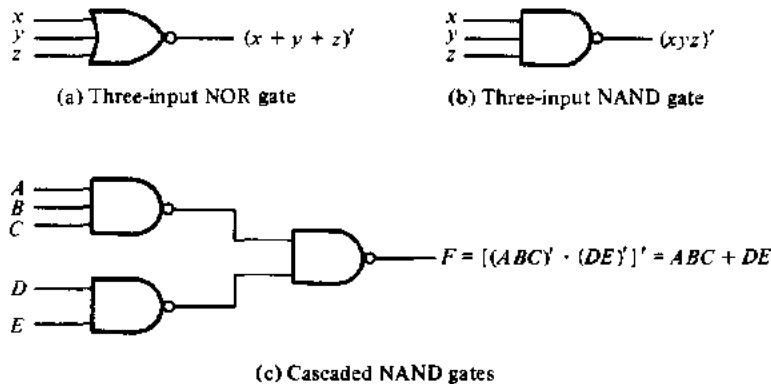 x
y
z
(x + y + z)′
(a) Three-input NOR gate
x
y
z
(xyz)′
(b) Three-input NAND gate
A
B
C
D
E
F = [(ABC)′ · (DE)′]′ = ABC + DE
(c) Cascaded NAND gates